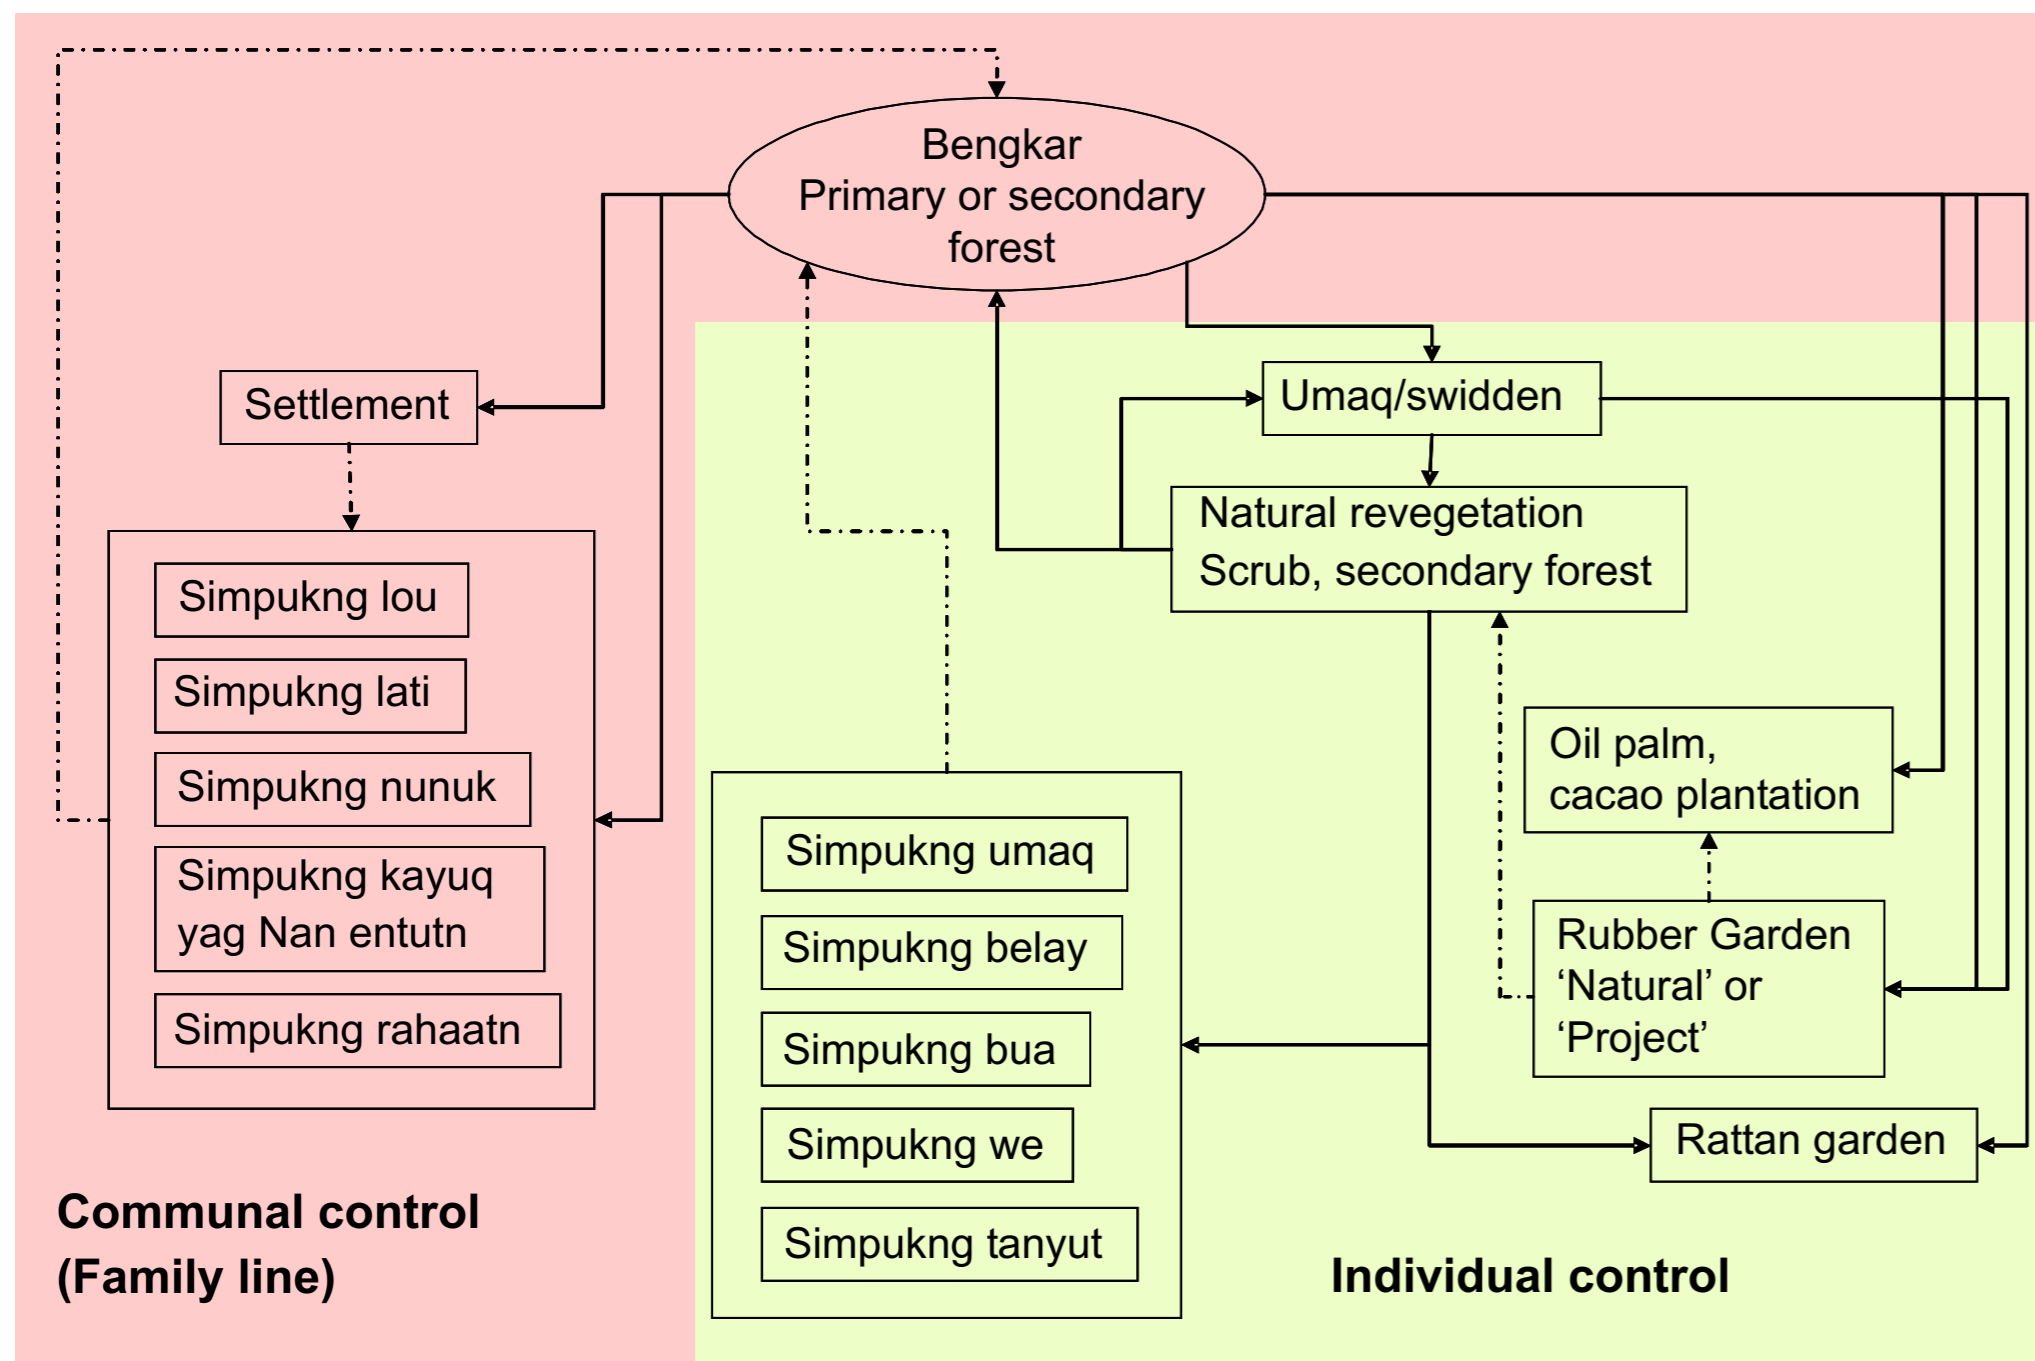 Bengkar
Primary or secondary
forest
Settlement
Umaq/swidden
Natural revegetation
Scrub, secondary forest
Simpukng lou
Simpukng lati
Simpukng nunuk
Simpukng kayuq
yag Nan entutn
Simpukng rahaatn
Simpukng umaq
Simpukng belay
Simpukng bua
Simpukng we
Simpukng tanyut
Oil palm,
cacao plantation
Rubber Garden
‘Natural’ or
‘Project’
Rattan garden
Communal control
(Family line)
Individual control